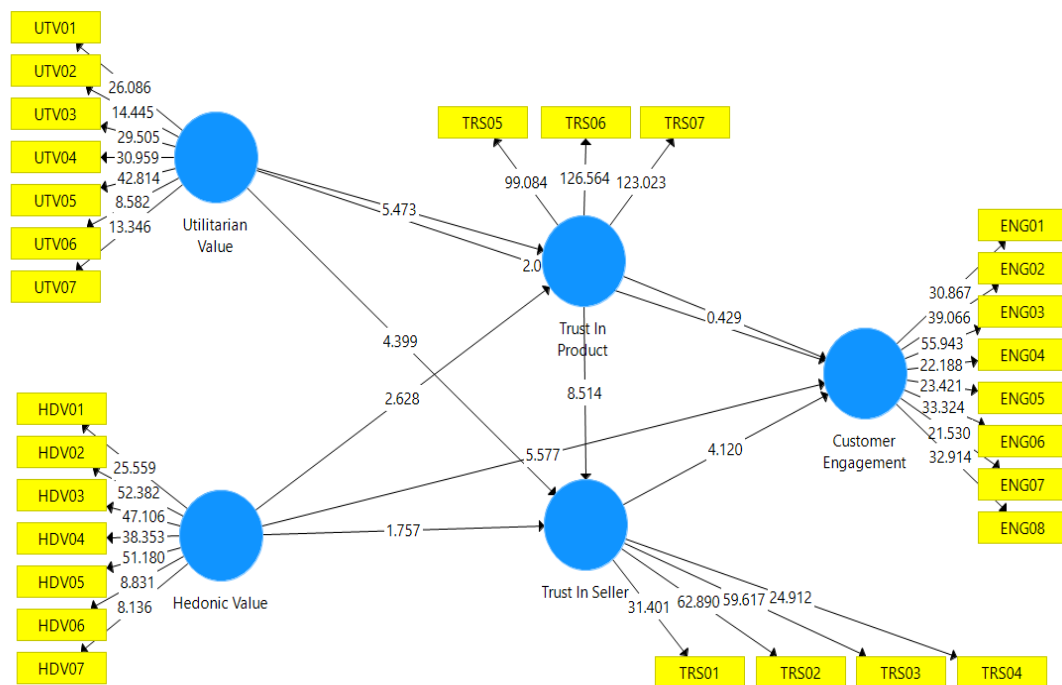 UTV01
UTV02
UTV03
UTV04
UTV05
UTV06
UTV07
26.086
14.445
29.505
30.959
42.814
8.582
13.346
Utilitarian
Value
TRS05
TRS06
TRS07
99.084
126.564
123.023
5.473
2.0
Trust In
Product
0.429
4.399
2.628
8.514
5.577
4.120
1.757
ENG01
ENG02
ENG03
ENG04
ENG05
ENG06
ENG07
ENG08
30.867
39.066
55.943
22.188
23.421
33.324
21.530
32.914
Customer
Engagement
HDV01
HDV02
HDV03
HDV04
HDV05
HDV06
HDV07
25.559
52.382
47.106
38.353
51.180
8.831
8.136
Hedonic Value
Trust In Seller
31.401
62.890
59.617
24.912
TRS01
TRS02
TRS03
TRS04